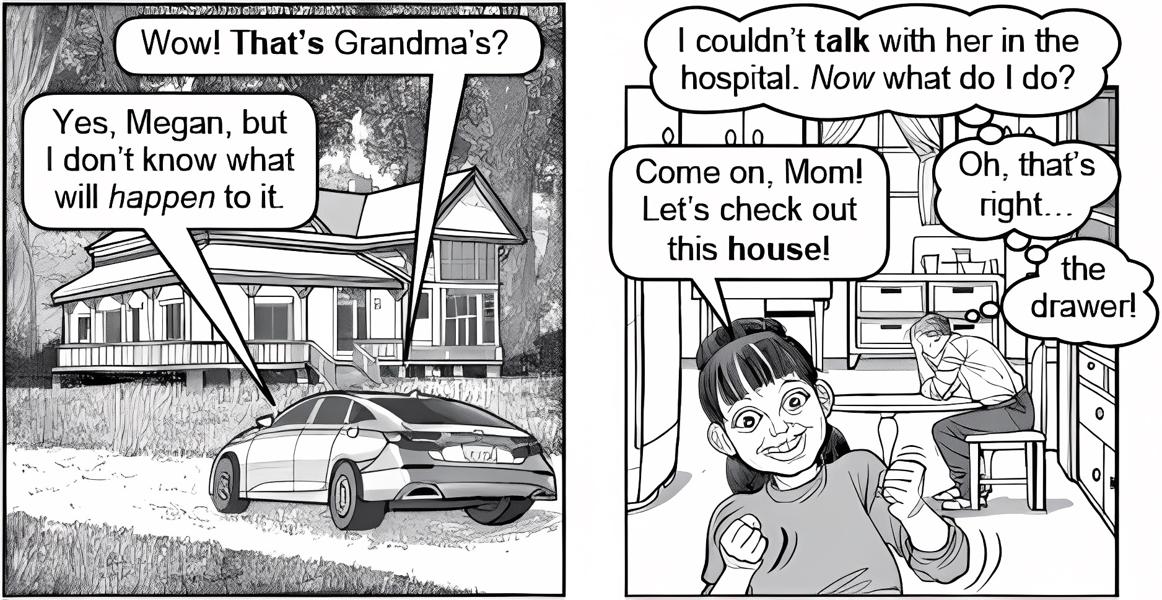 Wow! That's Grandma's?
Yes, Megan, but
I don't know what
will happen to it.
I couldn't talk with her in the
hospital. Now what do I do?
Oh, that's
right...
the
drawer!
Come on, Mom!
Let's check out
this house!